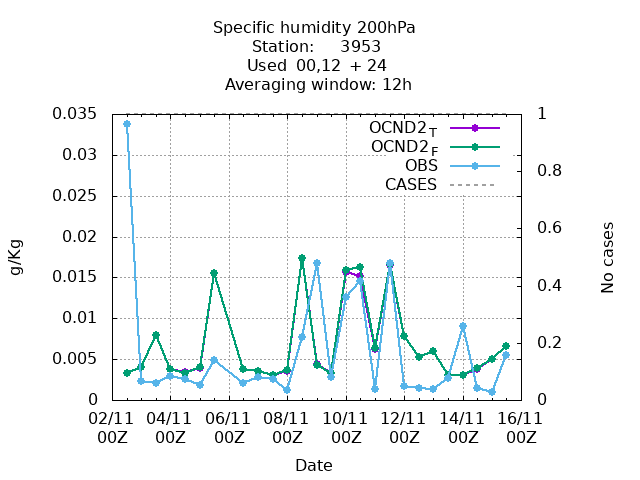 Specific humidity 200hPa
Station: 3953
Used 00,12 + 24
Averaging window: 12h
0.035
0.03
0.025
0.02
0.015
0.01
0.005
0
g/Kg
OCND2T
OCND2F
OBS
CASES
1
0.8
0.6
0.4
0.2
0
No cases
02/11 04/11 06/11 08/11 10/11 12/11 14/11 16/11
00Z 00Z 00Z 00Z 00Z 00Z 00Z 00Z
Date